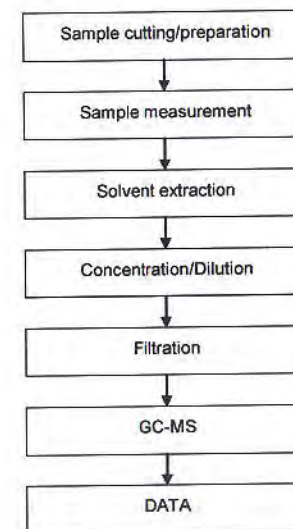 Sample cutting/preparation
Sample measurement
Solvent extraction
Concentration/Dilution
Filtration
GC-MS
DATA